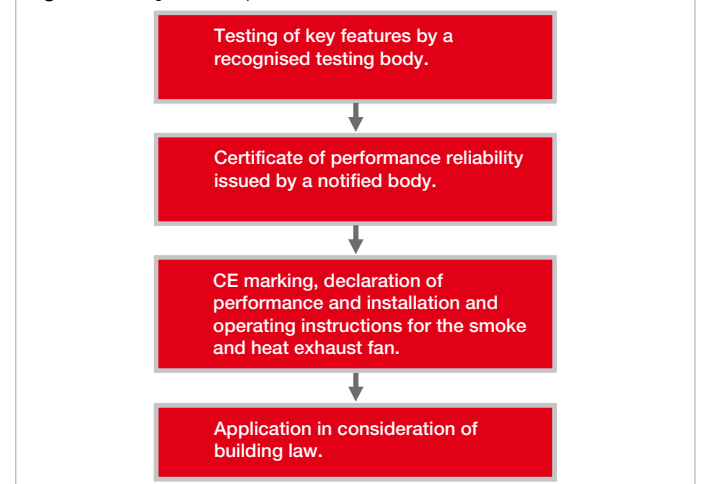 Testing of key features by a
recognised testing body.
Certificate of performance reliability
issued by a notified body.
CE marking, declaration of
performance and installation and
operating instructions for the smoke
and heat exhaust fan.
Application in consideration of
building law.